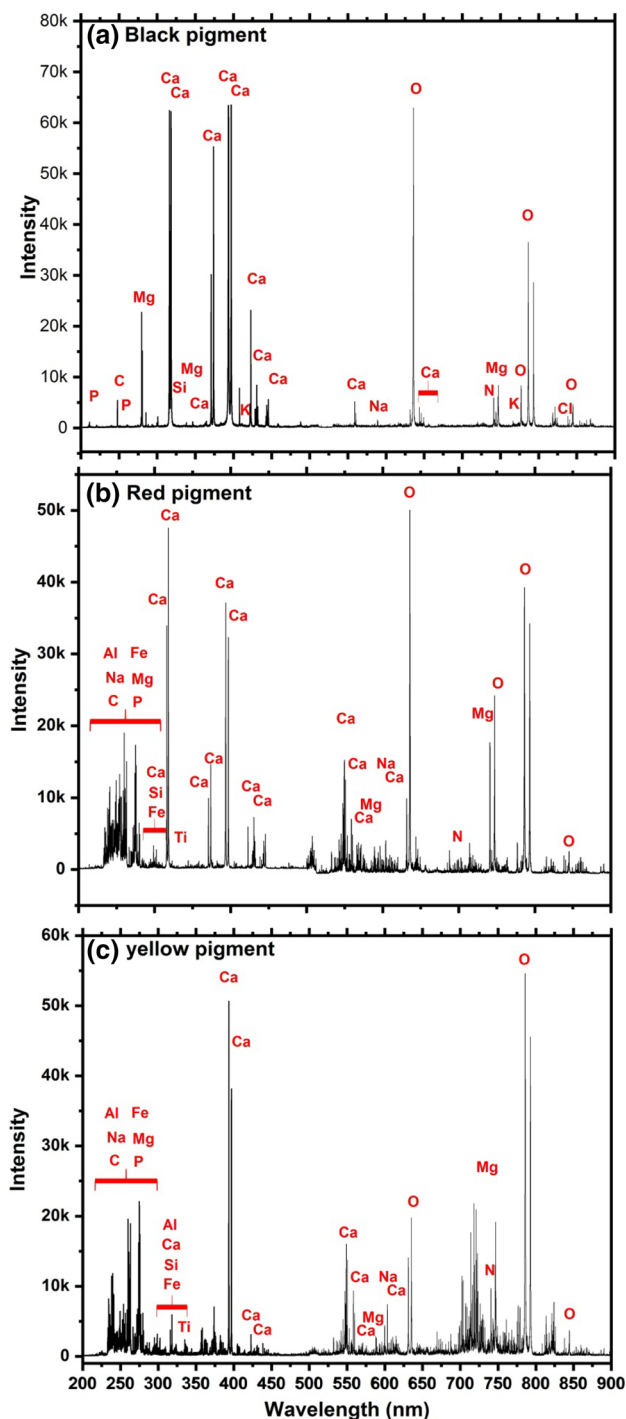 (a) Black pigment
80k
70k
60k
50k
40k
30k
20k
10k
0
Intensity
Ca
Ca
Ca
Ca
Ca
O
O
Mg
Ca
Ca
Ca
C
P
P
Mg
Si
Ca
K
Ca
Na
Ca
Mg
O
N
K
O
Cl
(b) Red pigment
50k
40k
30k
20k
10k
0
Intensity
Ca
Ca
Ca
Ca
O
O
Al Fe
Na Mg
C P
Ca
Si
Fe
Ti
Ca
Ca
Ca
Ca
Ca
Ca
Na
Ca
Mg
Ca
N
Mg
O
O
(c) yellow pigment
60k
50k
40k
30k
20k
10k
0
Intensity
Ca
Ca
O
Al Fe
Na Mg
C P
Al
Ca
Si
Fe
Ti
Ca
Ca
Ca
Ca
Na
Ca
Mg
Ca
O
Mg
N
O
200 250 300 350 400 450 500 550 600 650 700 750 800 850 900
Wavelength (nm)